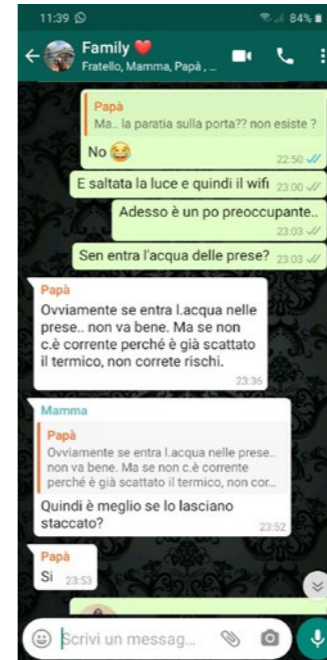 11:39
84%
Family ❤️
Fratello, Mamma, Papà , ...
Papà
Ma.. la paratia sulla porta?? non esiste ?
No 😂
22:50
E saltata la luce e quindi il wifi 23:00
Adesso è un po preoccupante..
23:03
Sen entra l'acqua delle prese? 23:03
Papà
Ovviamente se entra l.acqua nelle
prese.. non va bene. Ma se non
c.è corrente perché è già scattato
il termico, non correte rischi.
23:36
Mamma
Papà
Ovviamente se entra l.acqua nelle prese..
non va bene. Ma se non c.è corrente
perché è già scattato il termico, non cor...
Quindi è meglio se lo lasciano
staccato?
23:52
Papà
Si 23:53
Scrivi un messag...